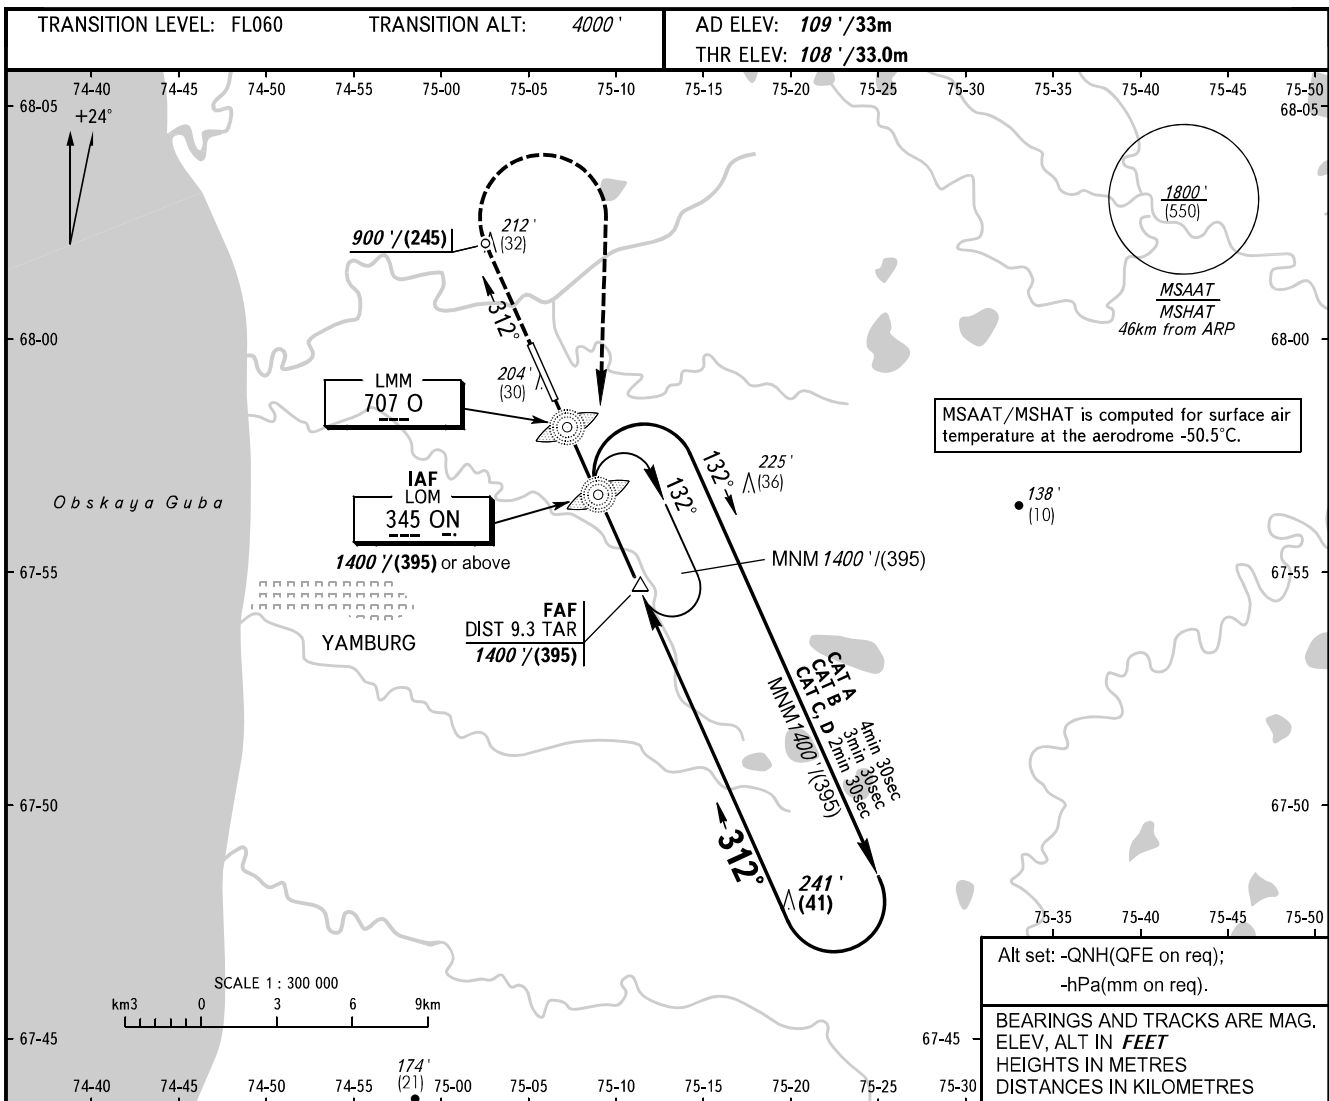 TRANSITION LEVEL: FL060 TRANSITION ALT: 4000 '
AD ELEV: 109 '/33m
THR ELEV: 108 '/33.0m
74-40 74-45 74-50 74-55 75-00 75-05 75-10 75-15 75-20 75-25 75-30 75-35 75-40 75-45 75-50
68-05 68-05
+24°
1800 '
(550)
MSAAT
MSHAT
46km from ARP
212 '
(32)
900 '/(245)
312°
68-00 68-00
204 '
(30)
LMM
707 O
MSAAT/MSHAT is computed for surface air
temperature at the aerodrome -50.5°C.
132°
225 '
(36)
132°
IAF
LOM
345 ON
1400 '/(395) or above
Obskaya Guba
138 '
(10)
MNM 1400 '/(395)
67-55
YAMBURG
67-55
FAF
DIST 9.3 TAR
1400 '/(395)
CAT A 4min 30sec
CAT B 3min 30sec
CAT C, D 2min 30sec
MNM 1400 '/(395)
67-50 67-50
312°
241 '
(41)
75-35 75-40 75-45 75-50
Alt set: -QNH(QFE on req);
-hPa(mm on req).
SCALE 1 : 300 000
km3 0 3 6 9km
BEARINGS AND TRACKS ARE MAG.
ELEV, ALT IN FEET
HEIGHTS IN METRES
DISTANCES IN KILOMETRES
67-45 67-45
174 '
(21)
74-40 74-45 74-50 74-55 75-00 75-05 75-10 75-15 75-20 75-25 75-30